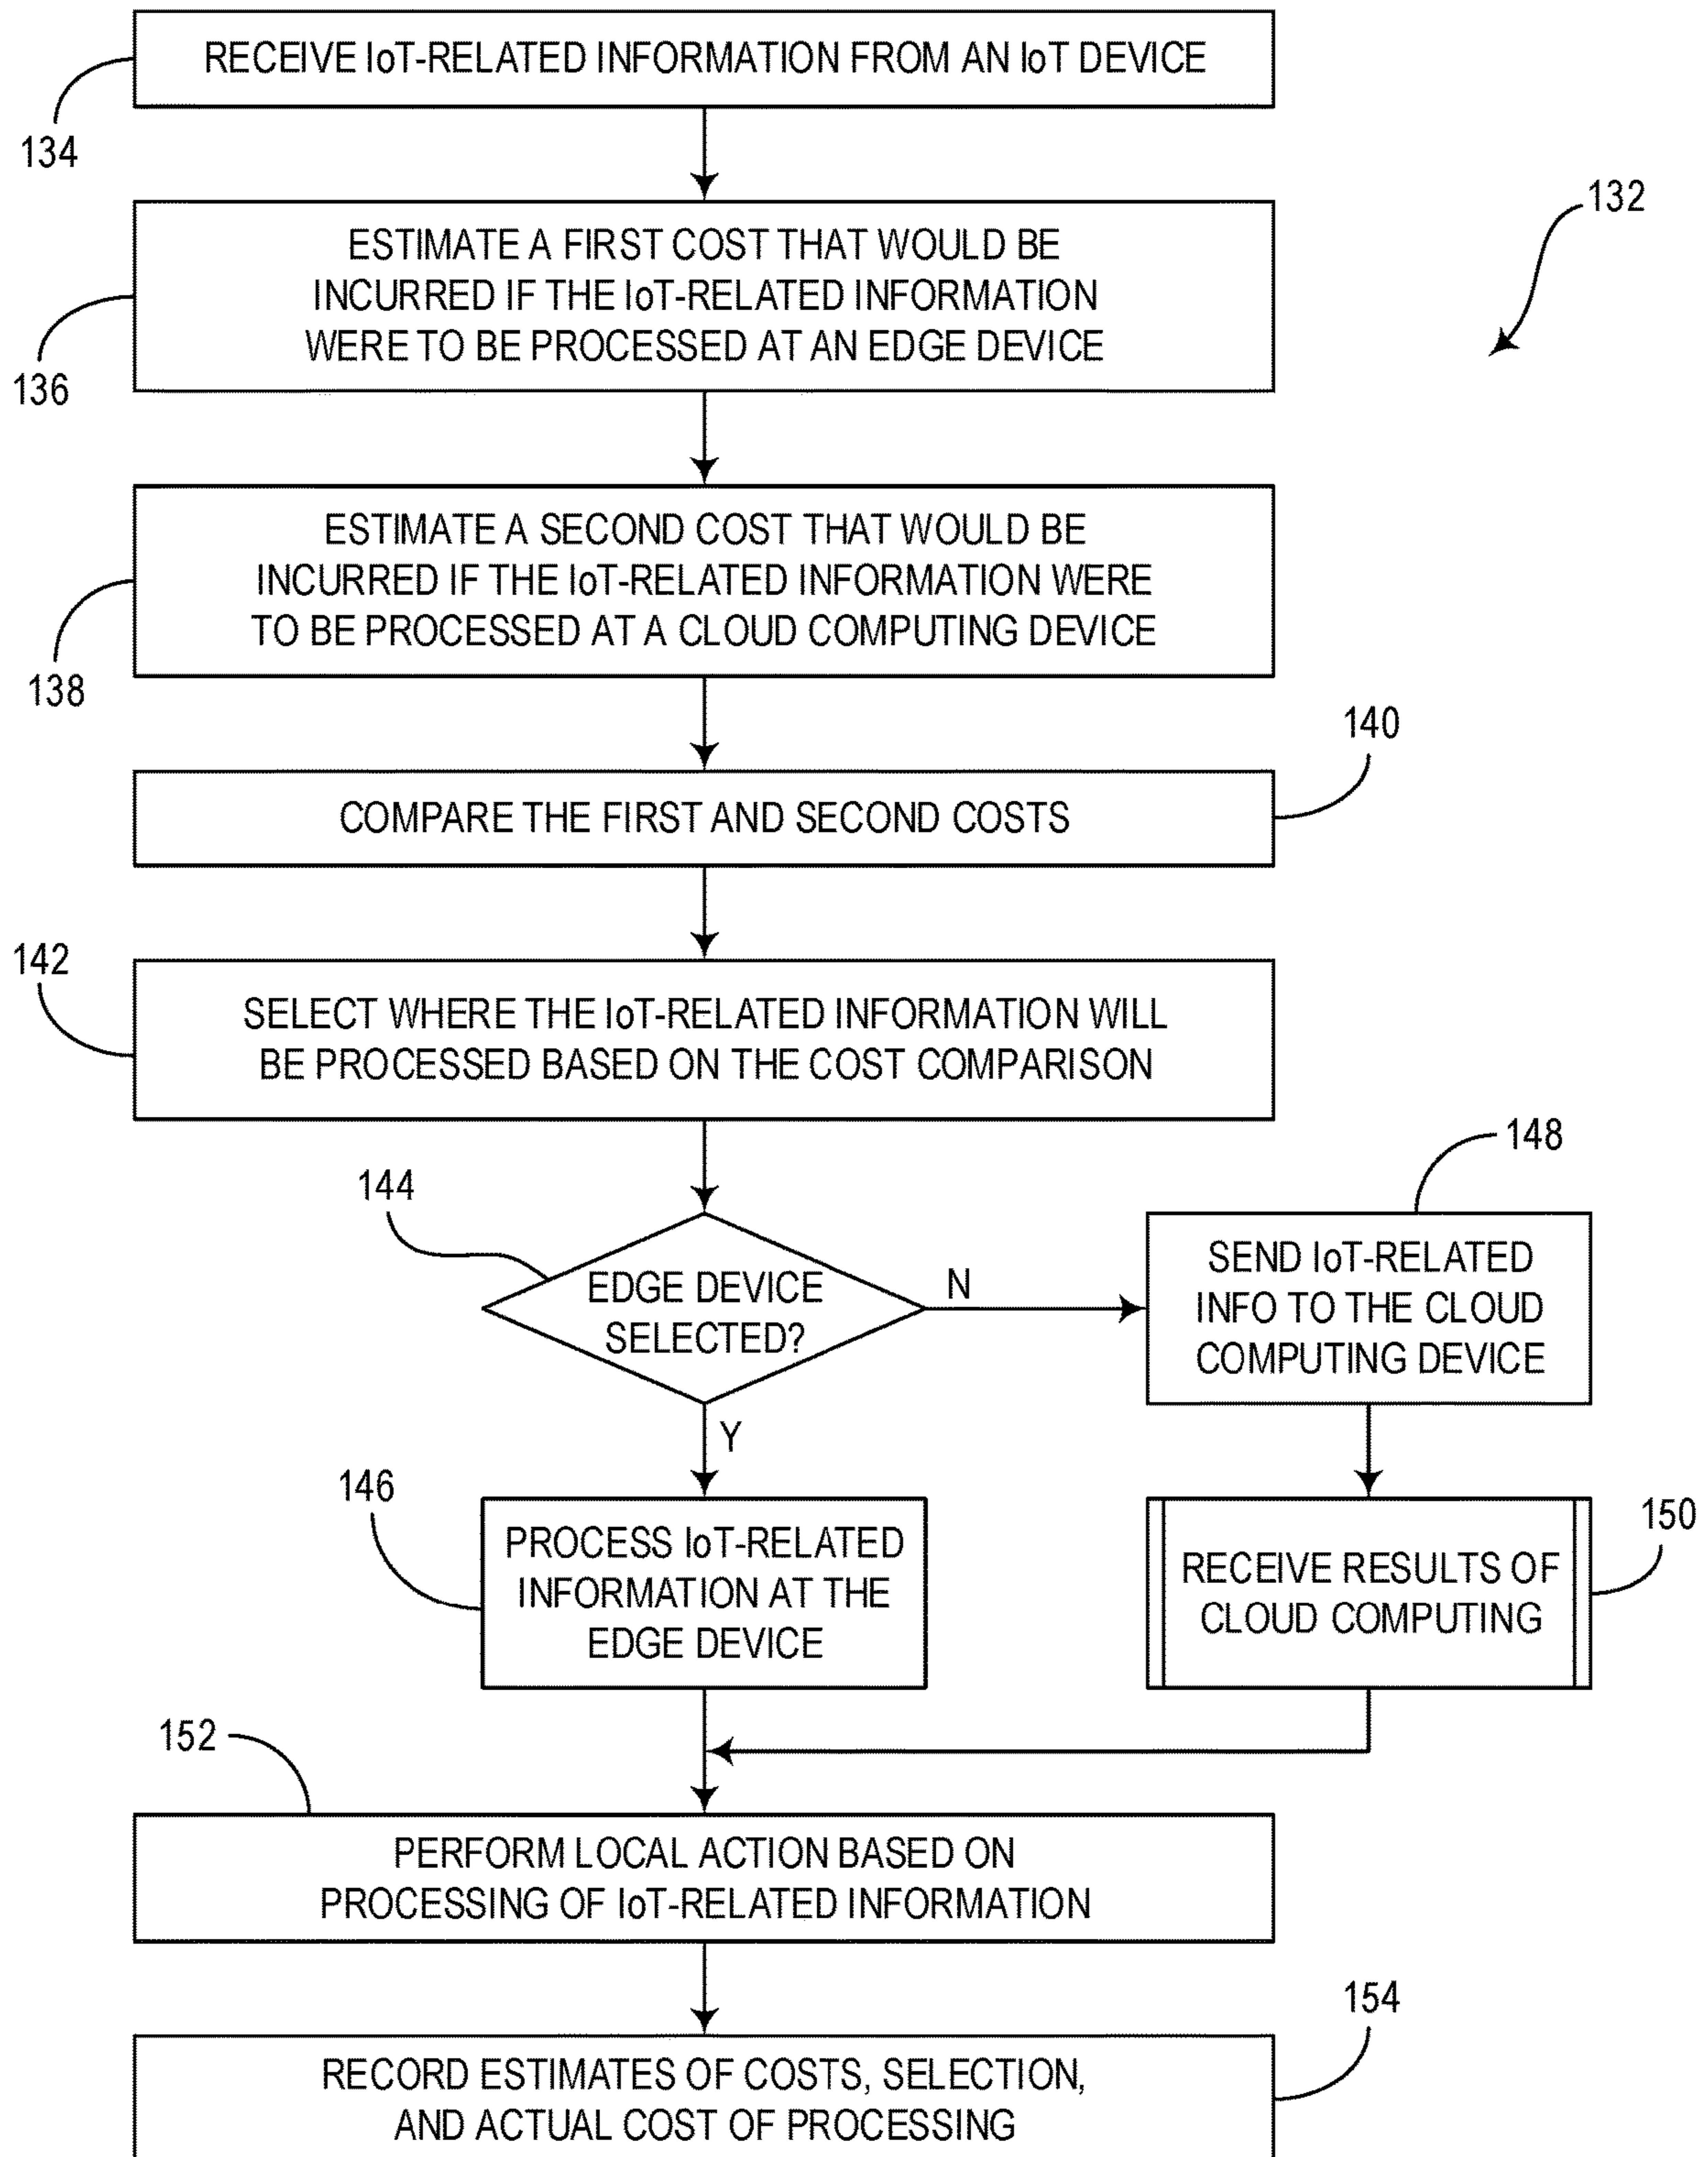 RECEIVE IoT-RELATED INFORMATION FROM AN IoT DEVICE
134
132
ESTIMATE A FIRST COST THAT WOULD BE
INCURRED IF THE IoT-RELATED INFORMATION
WERE TO BE PROCESSED AT AN EDGE DEVICE
136
ESTIMATE A SECOND COST THAT WOULD BE
INCURRED IF THE IoT-RELATED INFORMATION WERE
TO BE PROCESSED AT A CLOUD COMPUTING DEVICE
138
140
COMPARE THE FIRST AND SECOND COSTS
142
SELECT WHERE THE IoT-RELATED INFORMATION WILL
BE PROCESSED BASED ON THE COST COMPARISON
144
EDGE DEVICE
SELECTED?
N
148
SEND IoT-RELATED
INFO TO THE CLOUD
COMPUTING DEVICE
Y
146
PROCESS IoT-RELATED
INFORMATION AT THE
EDGE DEVICE
150
RECEIVE RESULTS OF
CLOUD COMPUTING
152
PERFORM LOCAL ACTION BASED ON
PROCESSING OF IoT-RELATED INFORMATION
154
RECORD ESTIMATES OF COSTS, SELECTION,
AND ACTUAL COST OF PROCESSING